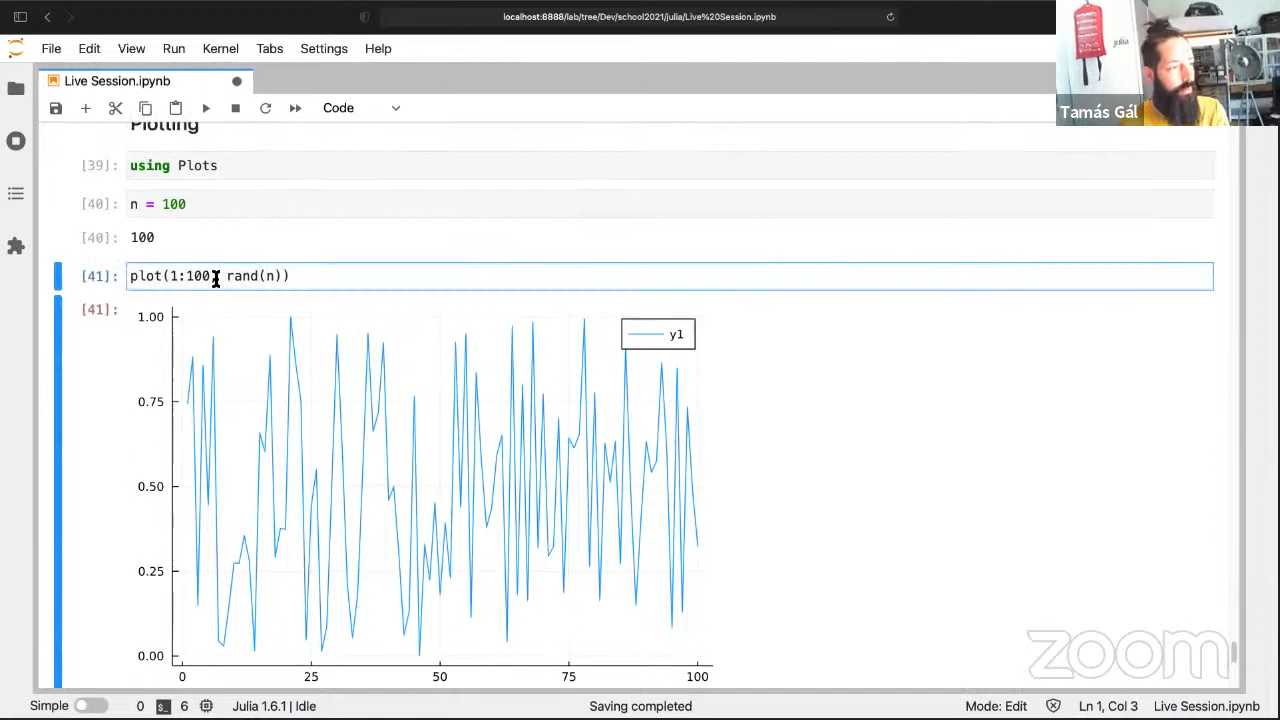 localhost:8888/lab/tree/Dev/school2021/julia/Live%20Session.ipynb
File Edit View Run Kernel Tabs Settings Help
julia
Tamás Gál
Live Session.ipynb
Code
Plotting
[39]: using Plots
[40]: n = 100
[40]: 100
[41]: plot(1:100, rand(n))
[41]:
y1
1.00
0.75
0.50
0.25
0.00
0 25 50 75 100
zoom
Simple 0 6 Julia 1.6.1 | Idle Saving completed Mode: Edit Ln 1, Col 3 Live Session.ipynb